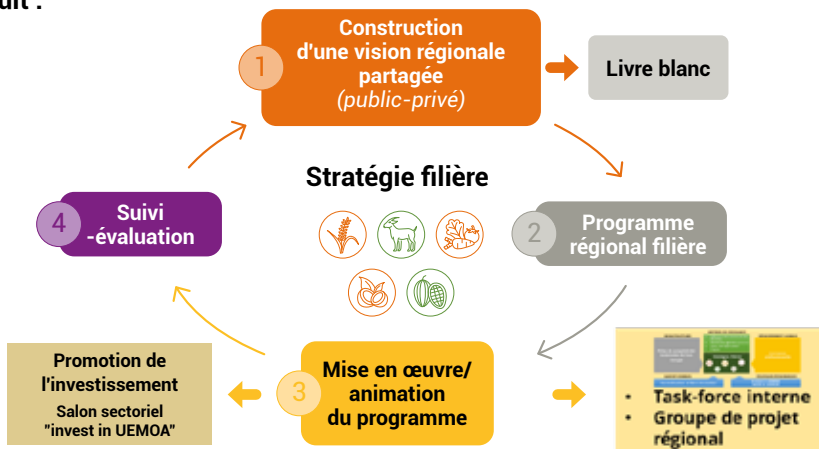 uit :
1
Construction
d'une vision régionale
partagée
(public-privé)
Livre blanc
Stratégie filière
2
Programme
régional filière
3
Mise en œuvre/
animation
du programme
• Task-force interne
• Groupe de projet
régional
Promotion de
l'investissement
Salon sectoriel
"invest in UEMOA"
4
Suivi
-évaluation